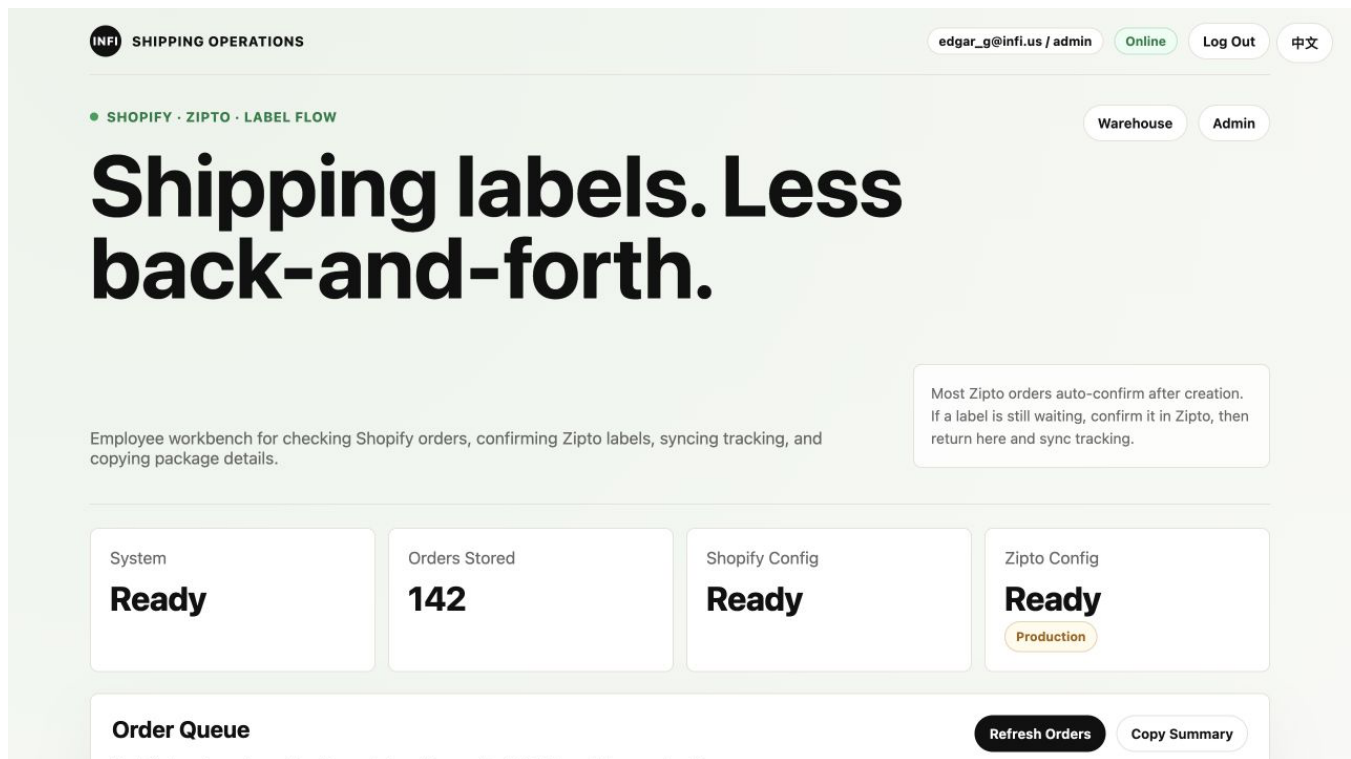 INFI SHIPPING OPERATIONS
edgar_g@infi.us / admin
Online
Log Out
中文
SHOPIFY · ZIPTO · LABEL FLOW
Warehouse
Admin
Shipping labels. Less
back-and-forth.
Most Zipto orders auto-confirm after creation.
If a label is still waiting, confirm it in Zipto, then
return here and sync tracking.
Employee workbench for checking Shopify orders, confirming Zipto labels, syncing tracking, and
copying package details.
System
Ready
Orders Stored
142
Shopify Config
Ready
Zipto Config
Ready
Production
Order Queue
Refresh Orders
Copy Summary